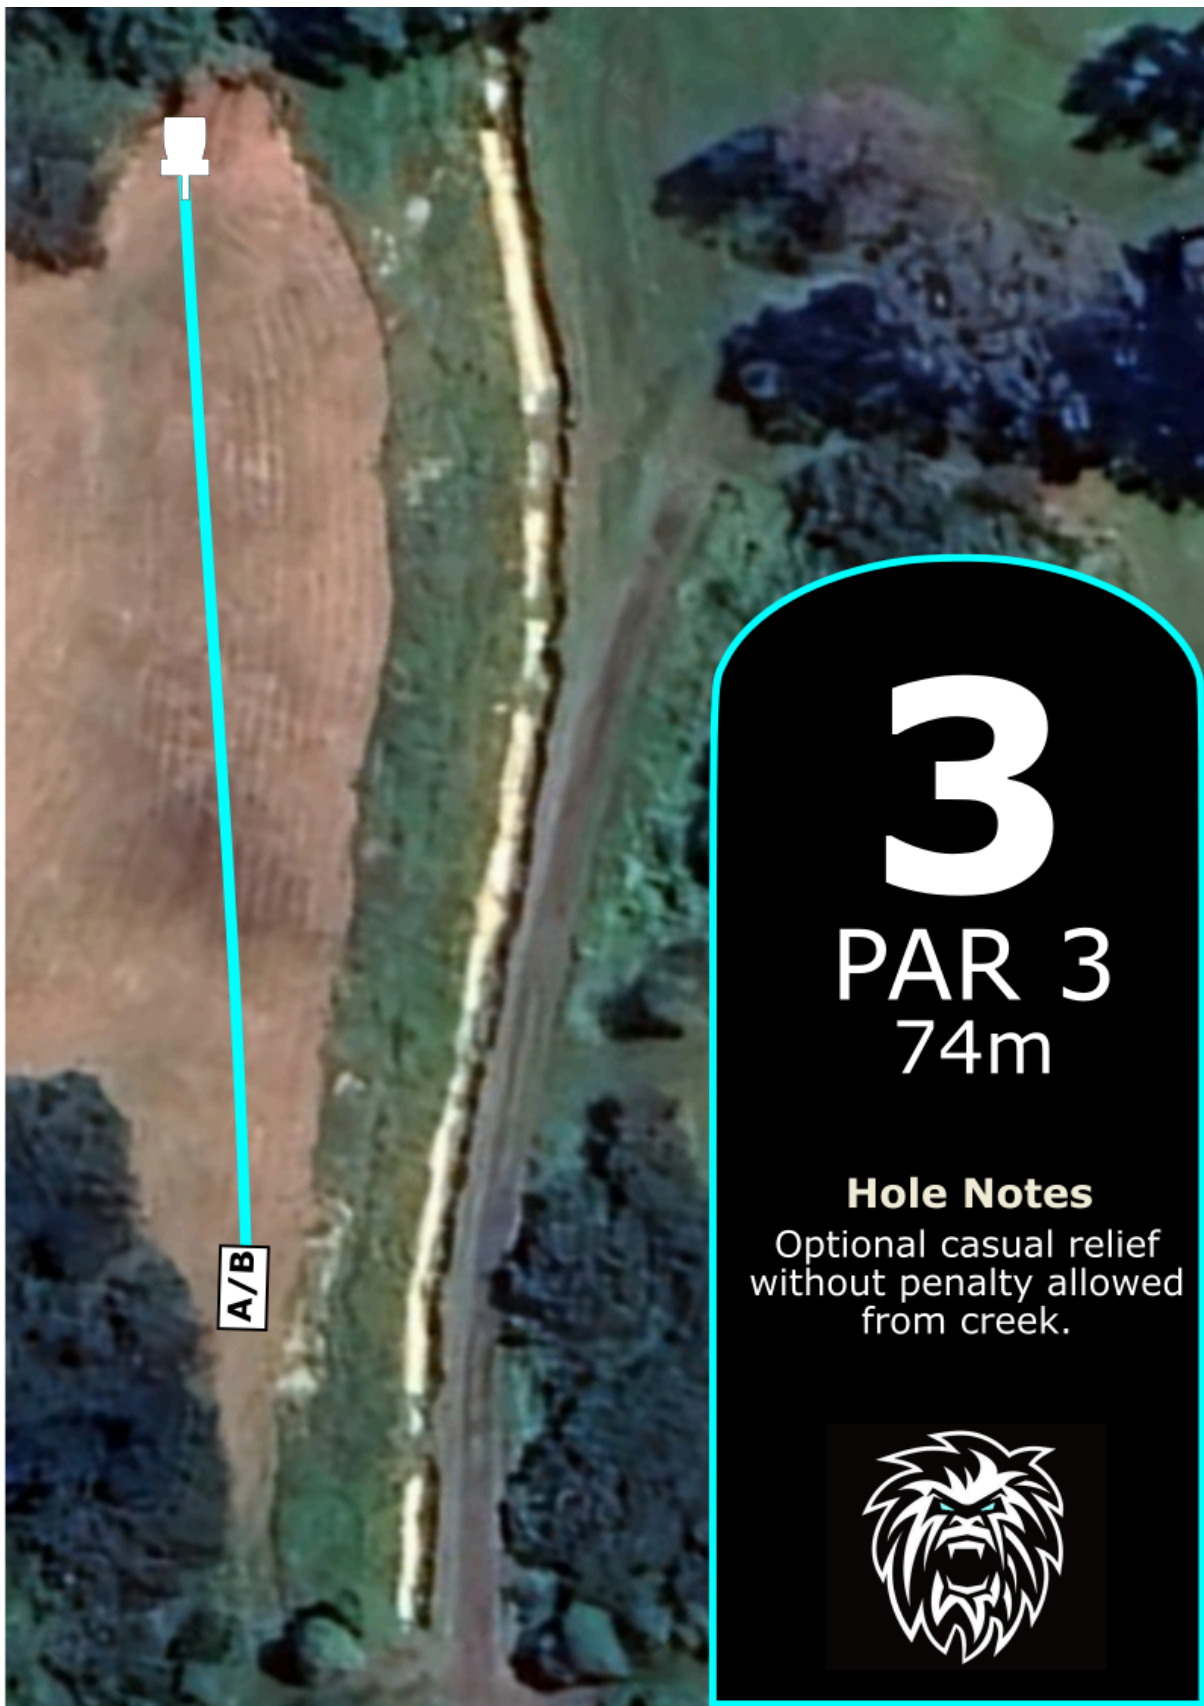 3
PAR 3
74m
Hole Notes
Optional casual relief
without penalty allowed
from creek.
A/B